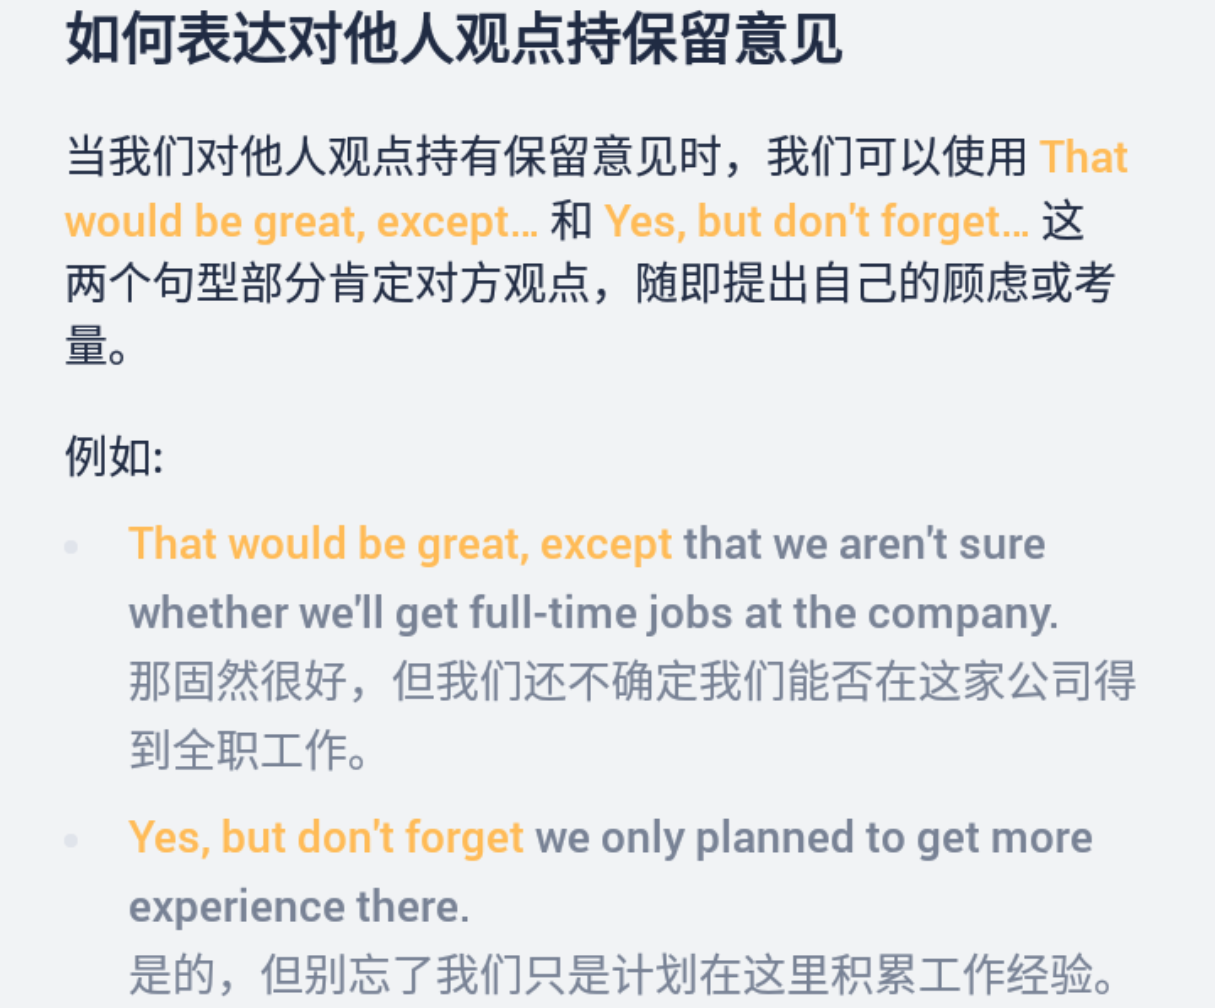 如何表达对他人观点持保留意见
当我们对他人观点持有保留意见时，我们可以使用 That
would be great, except... 和 Yes, but don't forget... 这
两个句型部分肯定对方观点，随即提出自己的顾虑或考
量。
例如:
That would be great, except that we aren't sure
whether we'll get full-time jobs at the company.
那固然很好，但我们还不确定我们能否在这家公司得
到全职工作。
Yes, but don't forget we only planned to get more
experience there.
是的，但别忘了我们只是计划在这里积累工作经验。